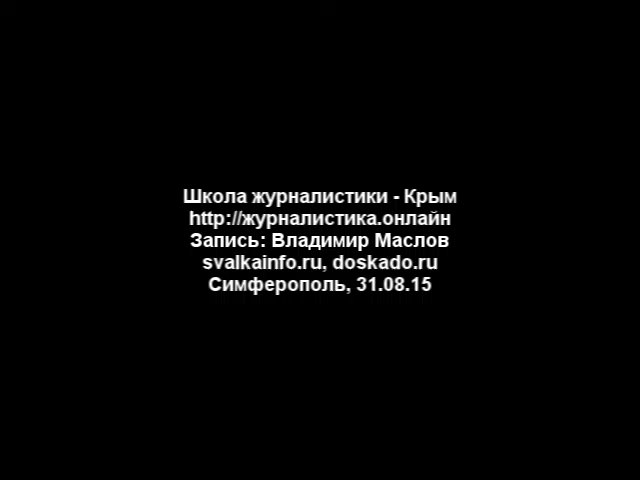 Школа журналистики - Крым
http://журналистика.онлайн
Запись: Владимир Маслов
svalkainfo.ru, doskado.ru
Симферополь, 31.08.15